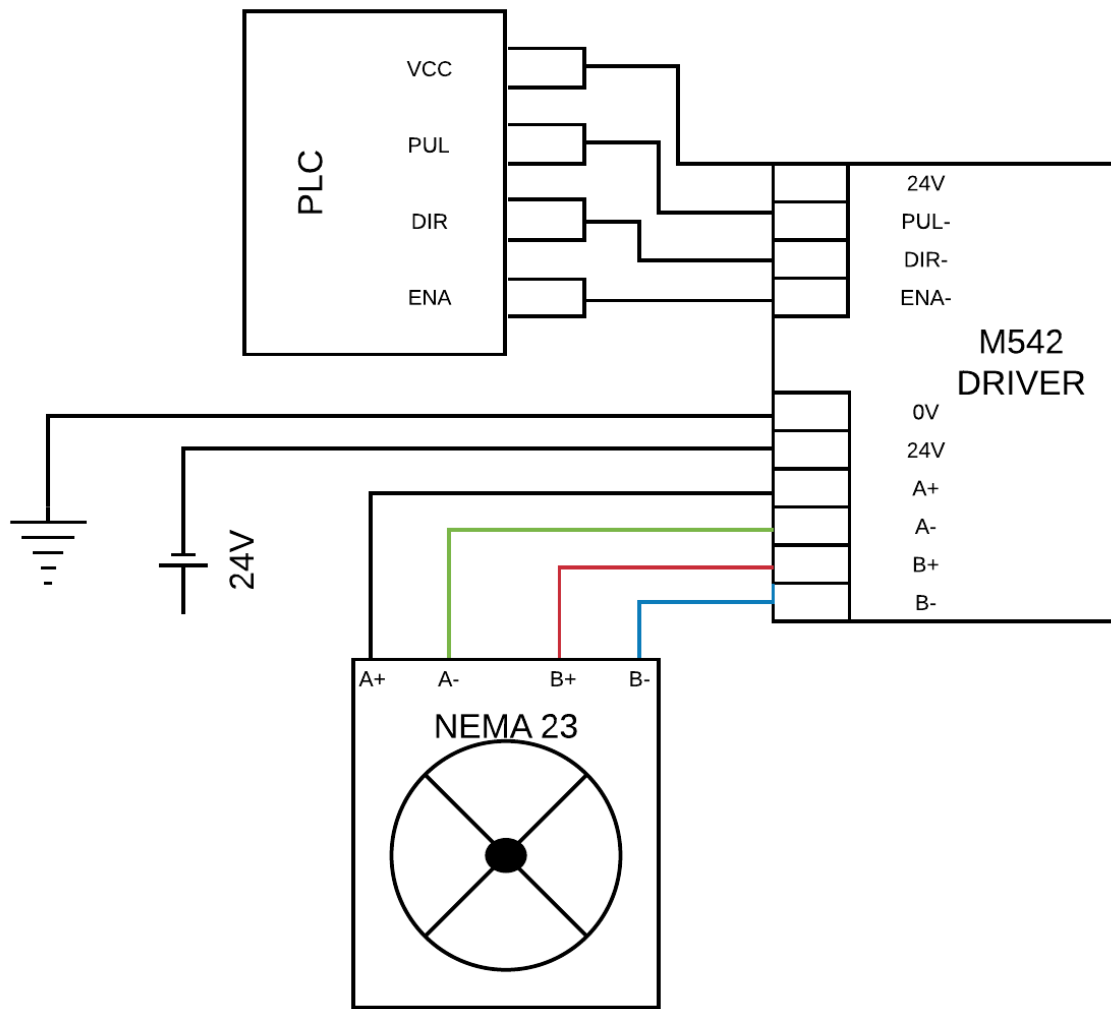 PLC
VCC
PUL
DIR
ENA
24V
PUL-
DIR-
ENA-
M542
DRIVER
0V
24V
A+
A-
B+
B-
24V
A+ A- B+ B-
NEMA 23